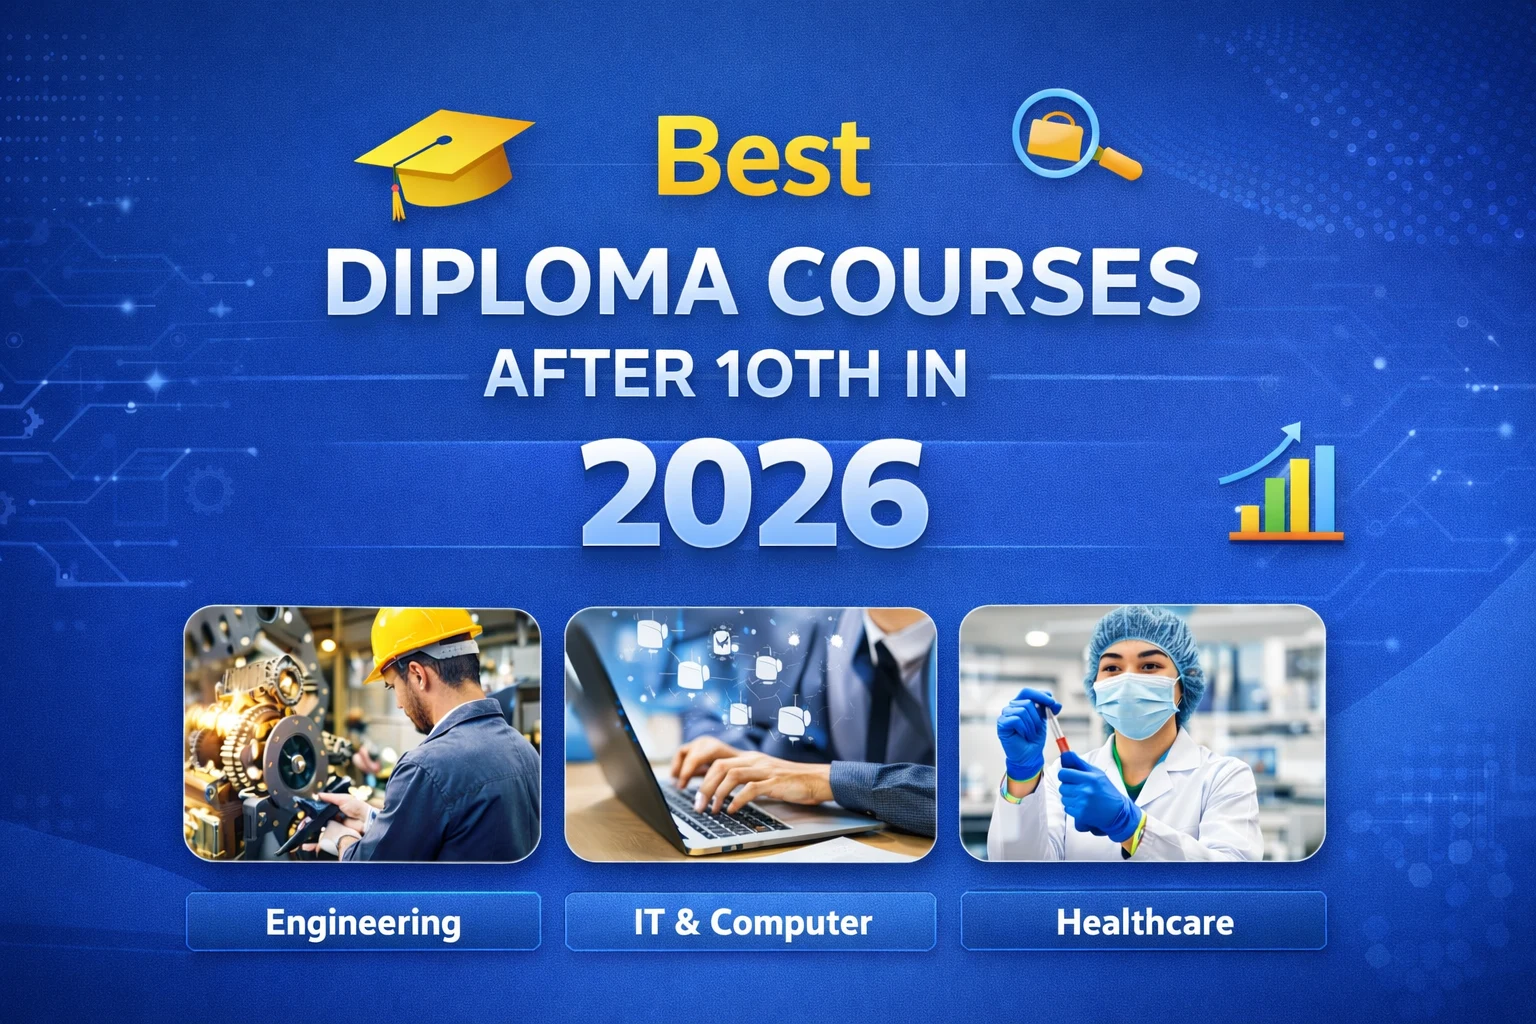 Best
DIPLOMA COURSES
AFTER 10TH IN
2026
Engineering
IT & Computer
Healthcare